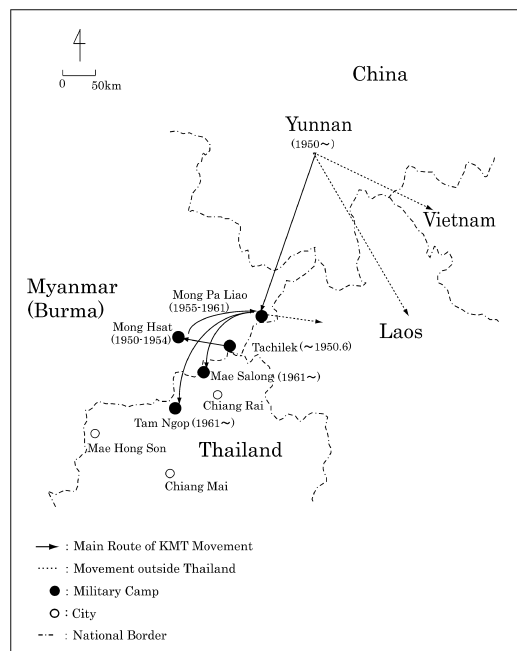 0 50km
China
Yunnan
(1950~)
Vietnam
Myanmar
(Burma)
Mong Pa Liao
(1955-1961)
Mong Hsat
(1950-1954)
Laos
Tachilek (~1950.6)
Mae Salong (1961~)
Chiang Rai
Tam Ngop (1961~)
Mae Hong Son
Thailand
Chiang Mai
: Main Route of KMT Movement
: Movement outside Thailand
: Military Camp
: City
: National Border